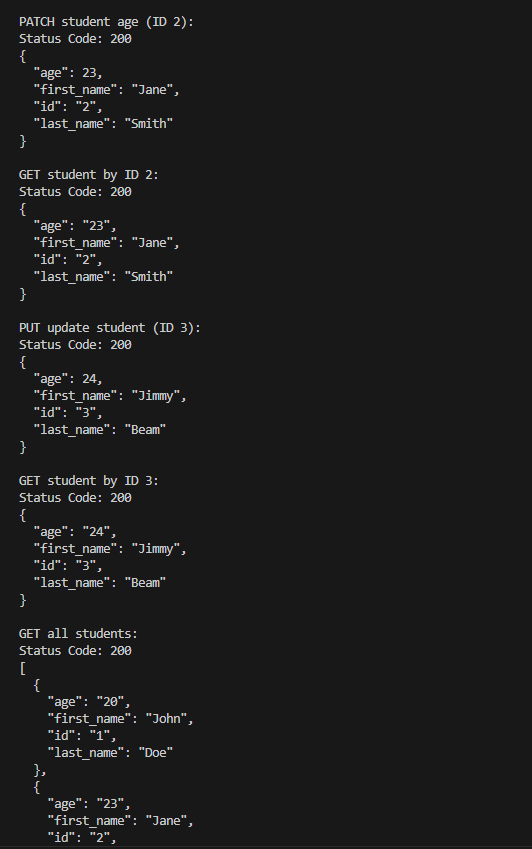 PATCH student age (ID 2):
Status Code: 200
{
  "age": 23,
  "first_name": "Jane",
  "id": "2",
  "last_name": "Smith"
}

GET student by ID 2:
Status Code: 200
{
  "age": "23",
  "first_name": "Jane",
  "id": "2",
  "last_name": "Smith"
}

PUT update student (ID 3):
Status Code: 200
{
  "age": 24,
  "first_name": "Jimmy",
  "id": "3",
  "last_name": "Beam"
}

GET student by ID 3:
Status Code: 200
{
  "age": "24",
  "first_name": "Jimmy",
  "id": "3",
  "last_name": "Beam"
}

GET all students:
Status Code: 200
[
  {
    "age": "20",
    "first_name": "John",
    "id": "1",
    "last_name": "Doe"
  },
  {
    "age": "23",
    "first_name": "Jane",
    "id": "2",